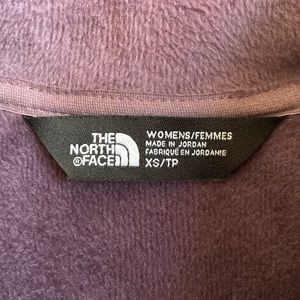 THE
NORTH
FACE
WOMENS/FEMMES
MADE IN JORDAN
FABRIQUÉ EN JORDANIE
XS/TP